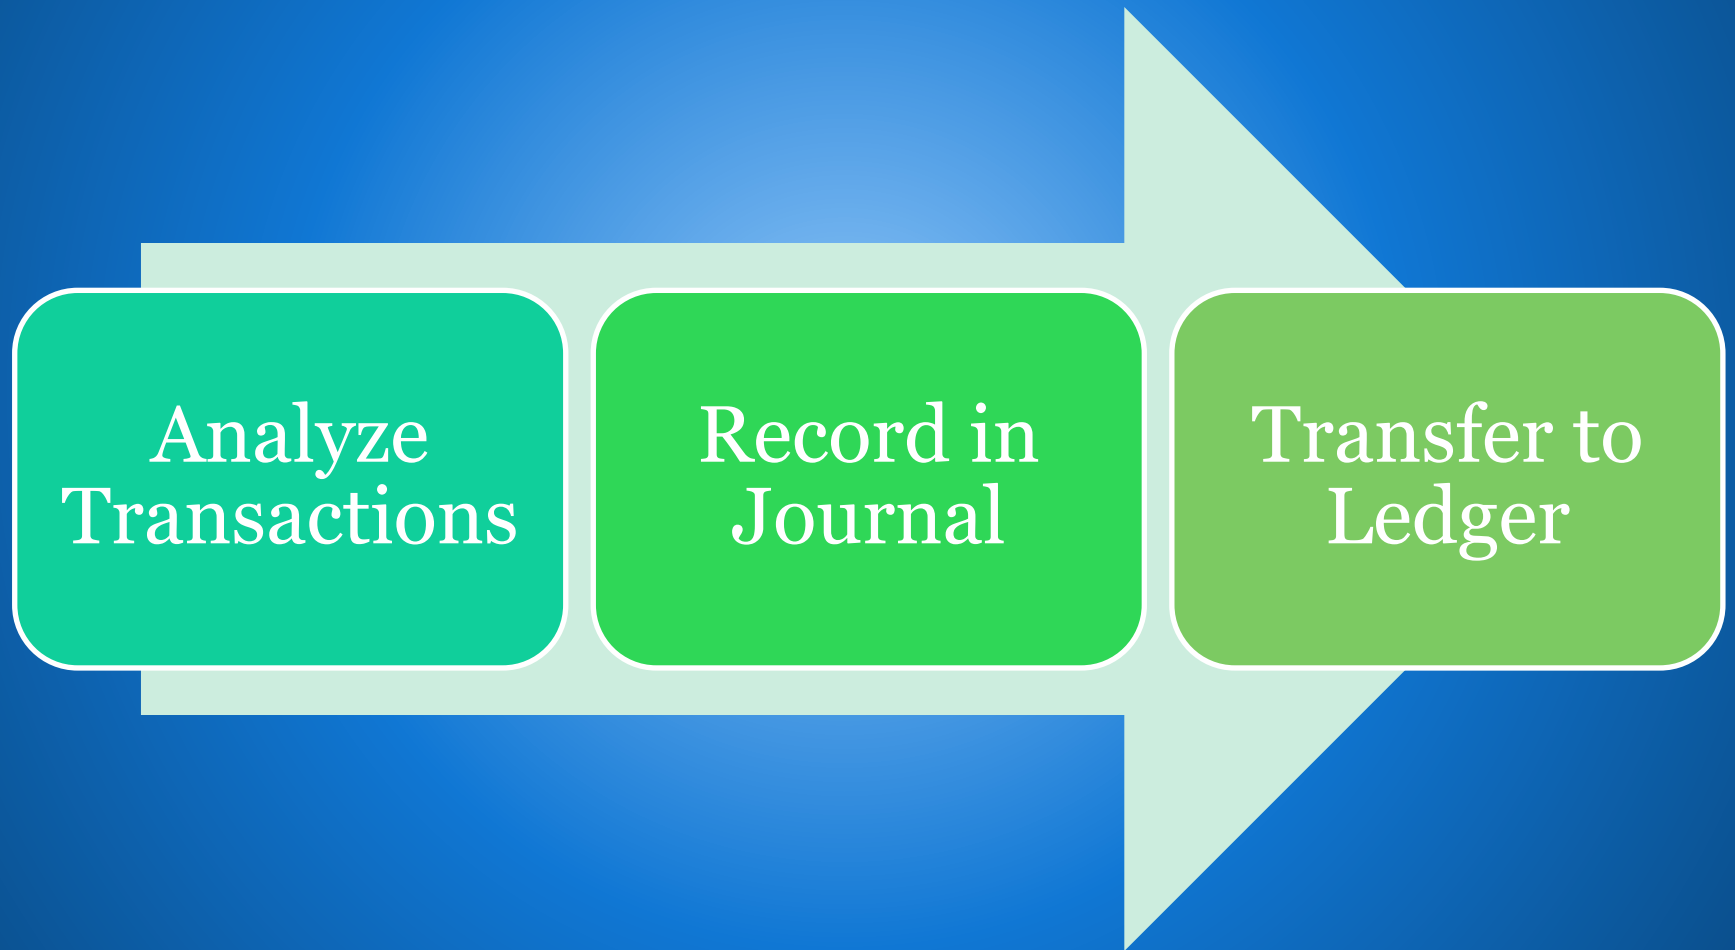 Analyze
Transactions
Record in
Journal
Transfer to
Ledger